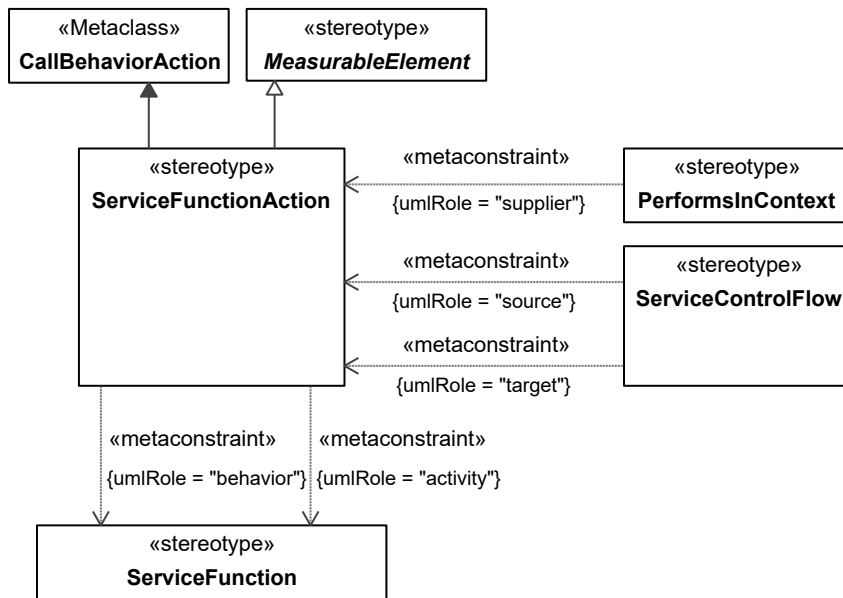 «Metaclass»
CallBehaviorAction
«stereotype»
MeasurableElement
«stereotype»
ServiceFunctionAction
«metaconstraint»
{umlRole = "supplier"}
«stereotype»
PerformsInContext
«metaconstraint»
{umlRole = "source"}
«stereotype»
ServiceControlFlow
«metaconstraint»
{umlRole = "target"}
«metaconstraint»
{umlRole = "behavior"}
«metaconstraint»
{umlRole = "activity"}
«stereotype»
ServiceFunction